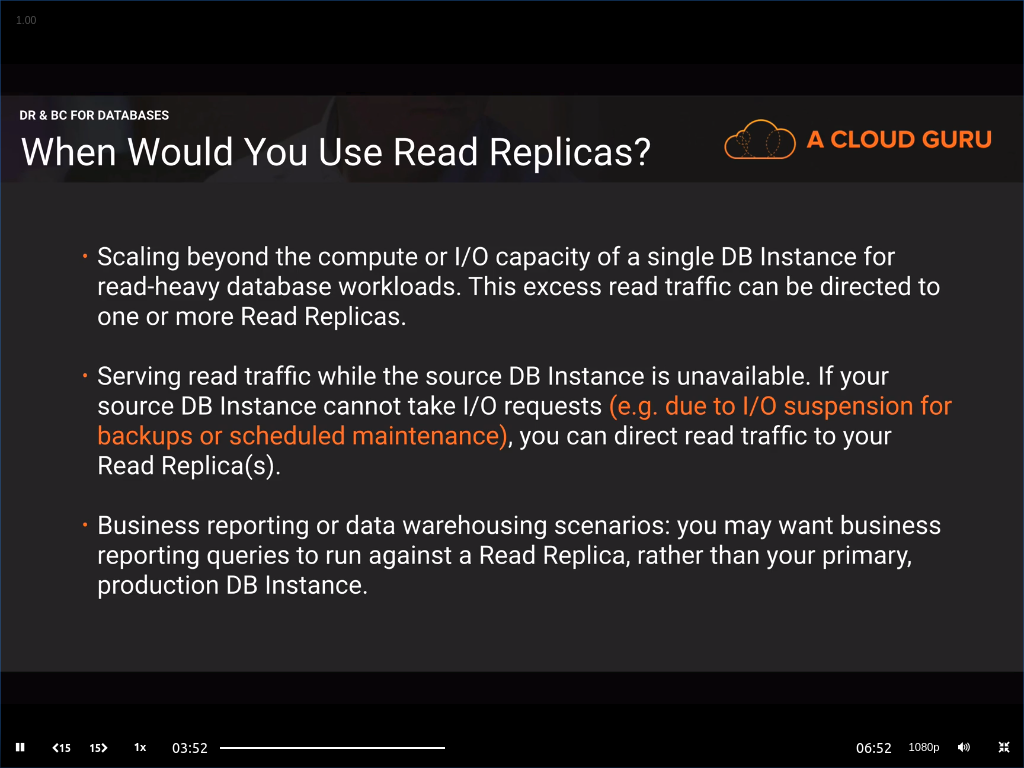 1.00
DR & BC FOR DATABASES
When Would You Use Read Replicas?
A CLOUD GURU
· Scaling beyond the compute or I/O capacity of a single DB Instance for
read-heavy database workloads. This excess read traffic can be directed to
one or more Read Replicas.
· Serving read traffic while the source DB Instance is unavailable. If your
source DB Instance cannot take I/O requests (e.g. due to I/O suspension for
backups or scheduled maintenance), you can direct read traffic to your
Read Replica(s).
· Business reporting or data warehousing scenarios: you may want business
reporting queries to run against a Read Replica, rather than your primary,
production DB Instance.
15 15 1x 03:52 06:52 1080p